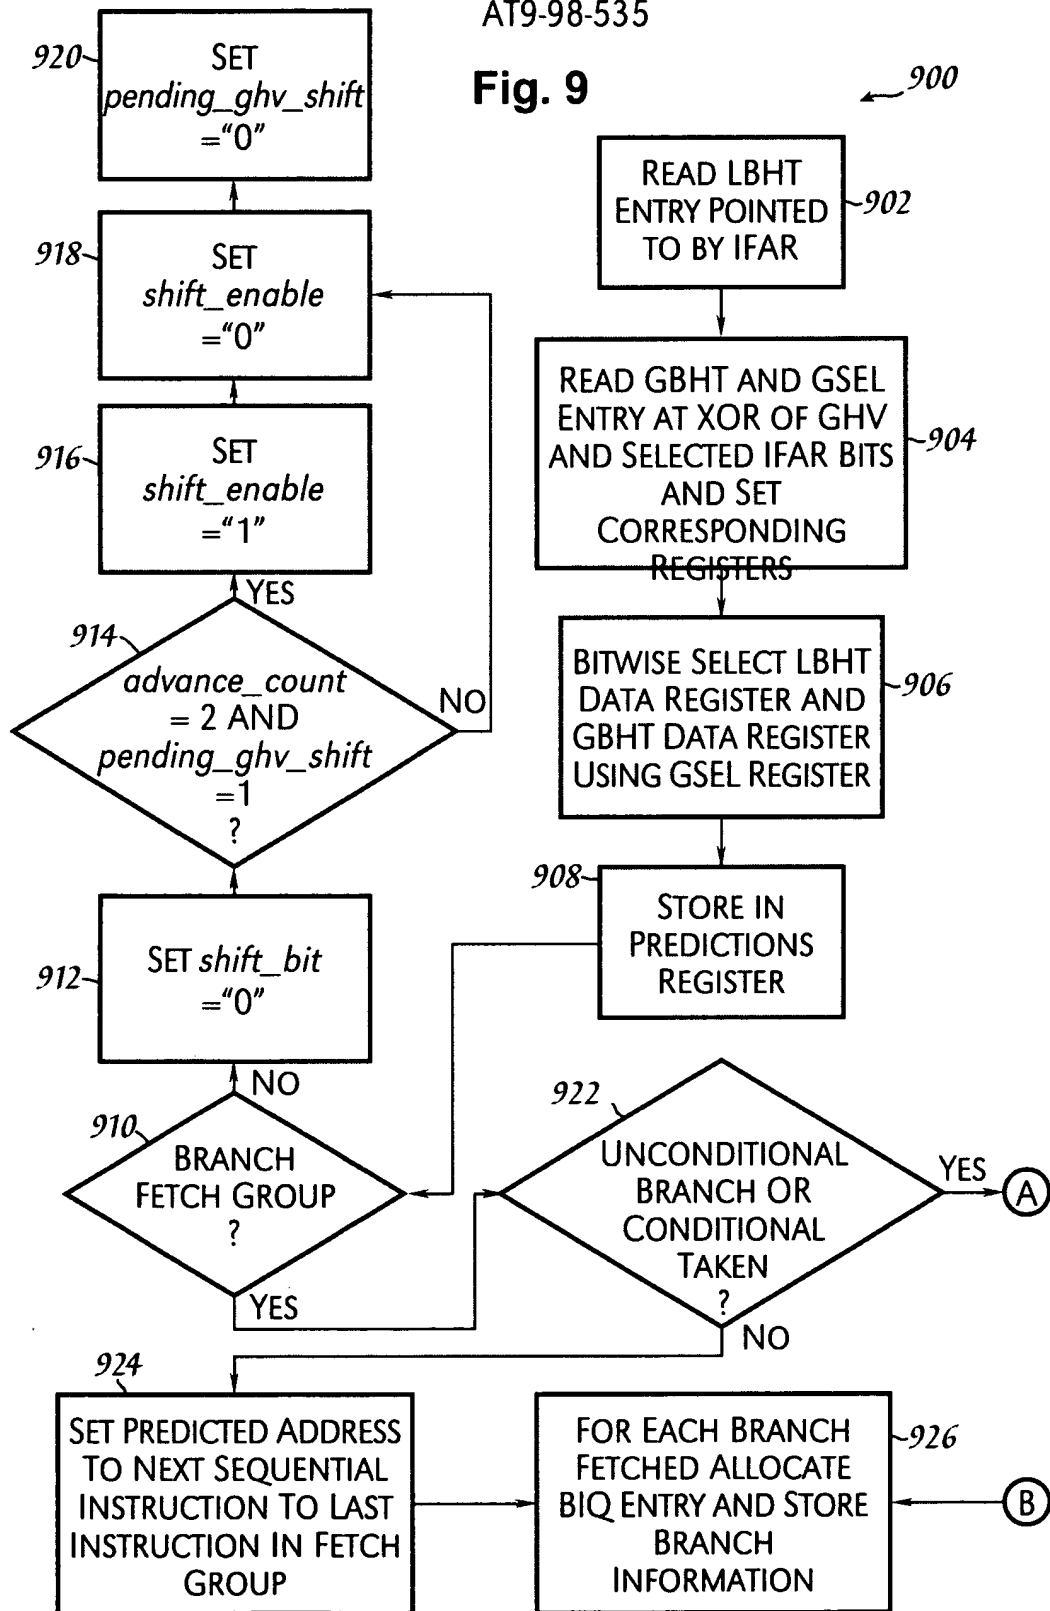 AT9-98-535
Fig. 9
900
920
SET
pending_ghv_shift
="0"
918
SET
shift_enable
="0"
916
SET
shift_enable
="1"
YES
914
advance_count
= 2 AND
pending_ghv_shift
=1
?
NO
912
SET shift_bit
="0"
NO
910
BRANCH
FETCH GROUP
?
YES
READ LBHT
ENTRY POINTED
TO BY IFAR
902
READ GBHT AND GSEL
ENTRY AT XOR OF GHV
AND SELECTED IFAR BITS
AND SET
CORRESPONDING
REGISTERS
904
BITWISE SELECT LBHT
DATA REGISTER AND
GBHT DATA REGISTER
USING GSEL REGISTER
906
908
STORE IN
PREDICTIONS
REGISTER
922
UNCONDITIONAL
BRANCH OR
CONDITIONAL
TAKEN
?
YES
A
NO
924
SET PREDICTED ADDRESS
TO NEXT SEQUENTIAL
INSTRUCTION TO LAST
INSTRUCTION IN FETCH
GROUP
FOR EACH BRANCH
FETCHED ALLOCATE
BIQ ENTRY AND STORE
BRANCH
INFORMATION
926
B